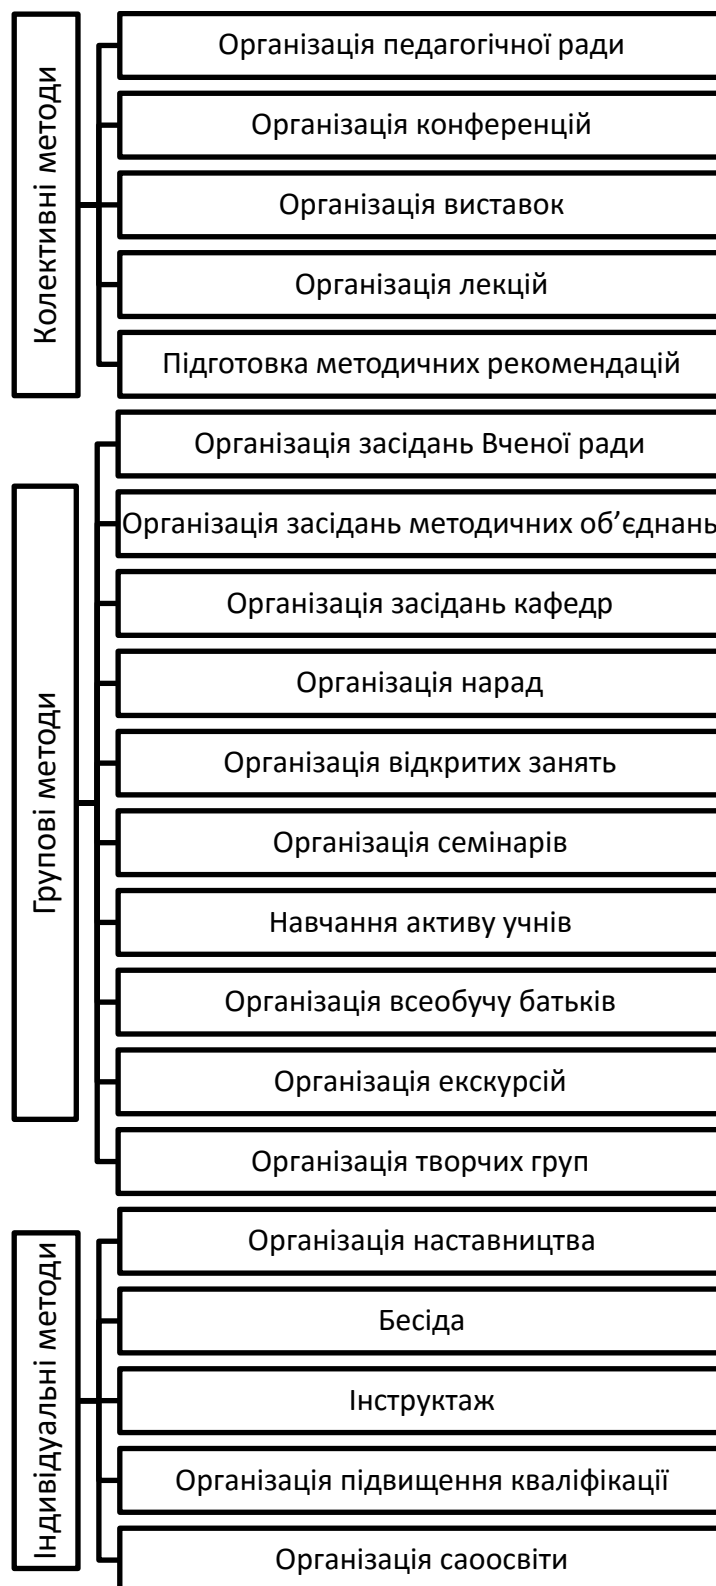 Колективні методи
Організація педагогічної ради
Організація конференцій
Організація виставок
Організація лекцій
Підготовка методичних рекомендацій
Групові методи
Організація засідань Вченої ради
Організація засідань методичних об’єднань
Організація засідань кафедр
Організація нарад
Організація відкритих занять
Організація семінарів
Навчання активу учнів
Організація всеобучу батьків
Організація екскурсій
Організація творчих груп
Індивідуальні методи
Організація наставництва
Бесіда
Інструктаж
Організація підвищення кваліфікації
Організація саоосвіти